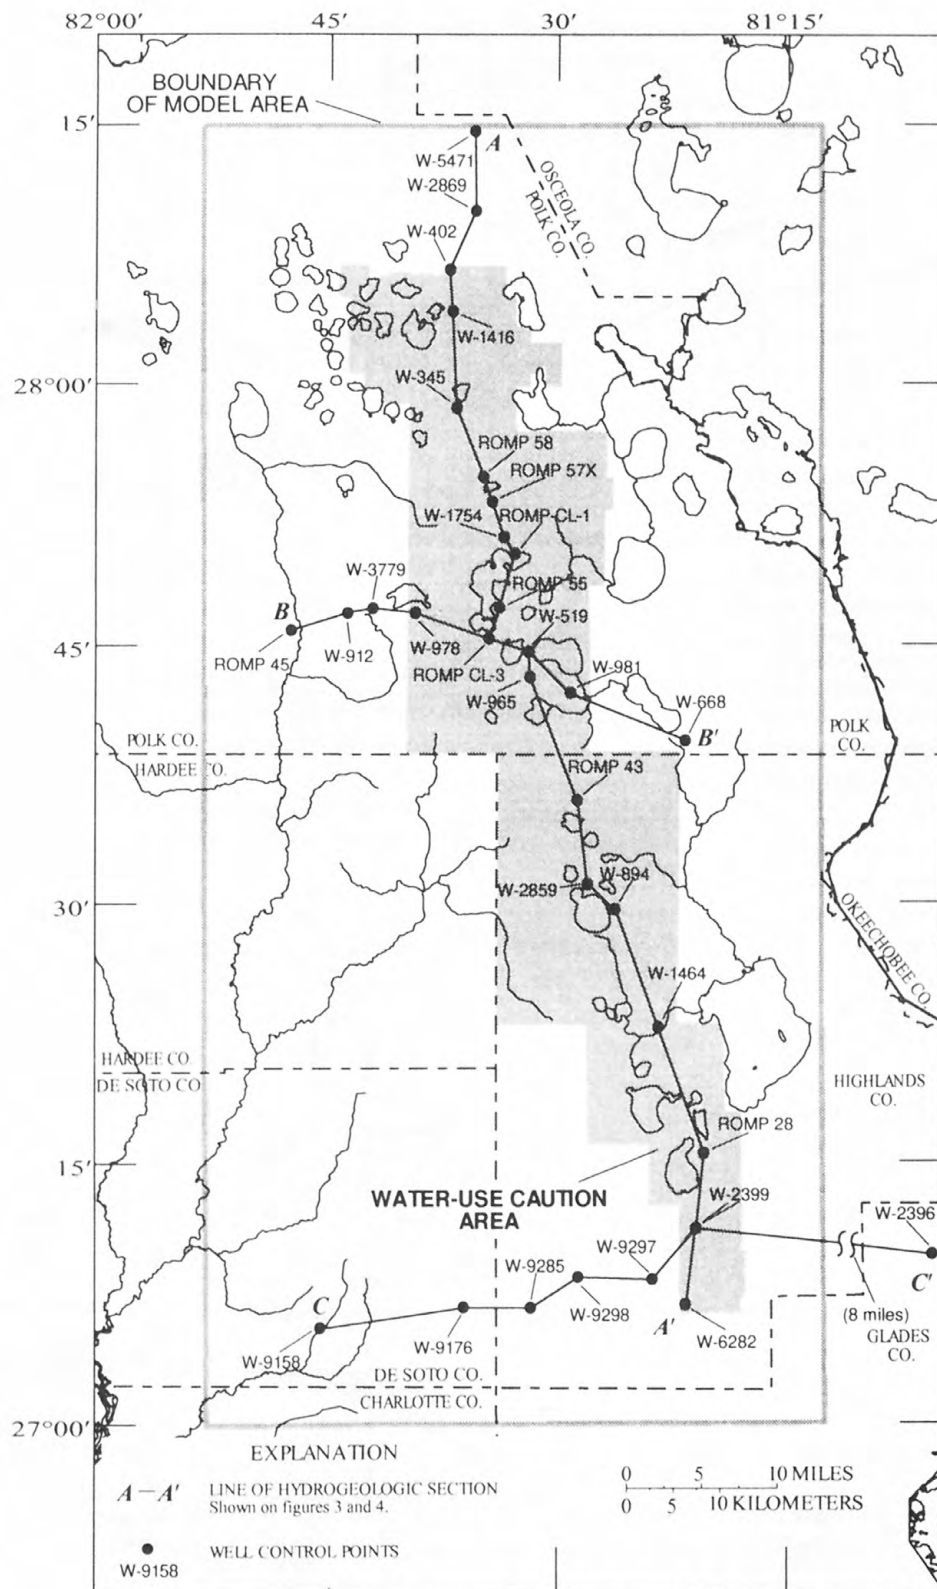 82°00′ 45′ 30′ 81°15′
BOUNDARY
OF MODEL AREA
15′
A
W-5471
W-2869
OSCEOLA CO.
POLK CO.
W-402
W-1416
28°00′
W-345
ROMP 58
ROMP 57X
W-1754
ROMP CL-1
W-3779
ROMP 55
B
W-519
45′
ROMP 45
W-912
W-978
ROMP CL-3
W-981
W-965
W-668
B′
POLK CO.
HARDEE CO.
POLK
CO.
ROMP 43
W-2859
W-894
30′
OKEECHOBEE CO.
W-1464
HARDEE CO.
DE SOTO CO
HIGHLANDS
CO.
ROMP 28
15′
WATER-USE CAUTION
AREA
W-2399
W-2396
W-9297
W-9285
C
C′
W-9298
A′
(8 miles)
W-9158
W-9176
W-6282
GLADES
CO.
DE SOTO CO.
CHARLOTTE CO.
27°00′
EXPLANATION
A—A′ LINE OF HYDROGEOLOGIC SECTION
Shown on figures 3 and 4.
0 5 10 MILES
0 5 10 KILOMETERS
W-9158
WELL CONTROL POINTS